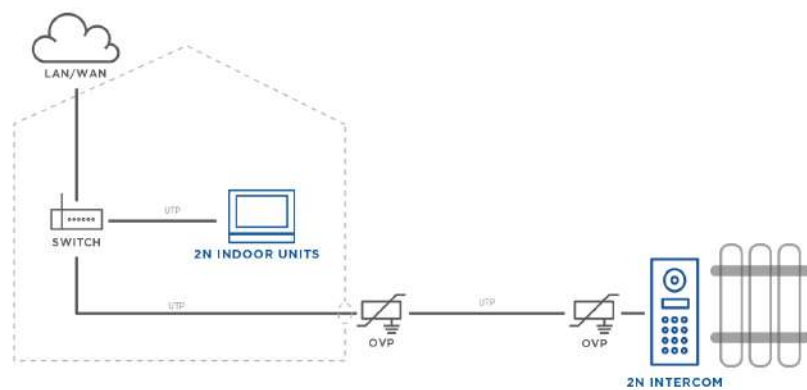 LAN/WAN
UTP
SWITCH
2N INDOOR UNITS
UTP
UTP
OVP
OVP
2N INTERCOM